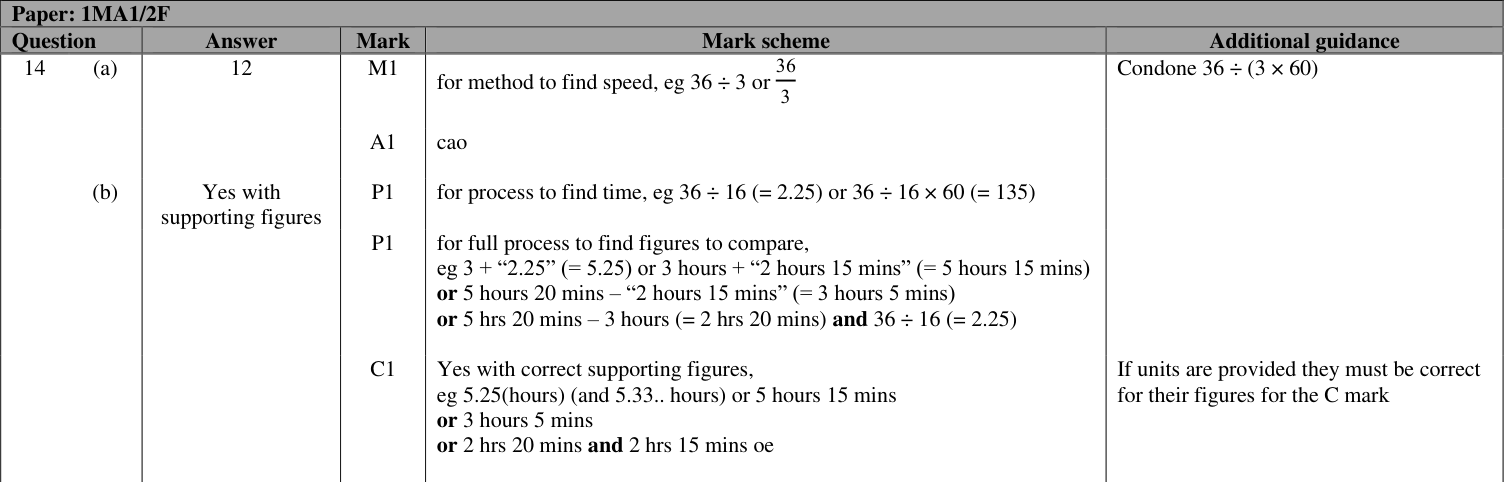 Paper: 1MA1/2F
Question Answer Mark Mark scheme Additional guidance
14 (a) 12 M1 for method to find speed, eg 36 ÷ 3 or 36/3 Condone 36 ÷ (3 × 60)
A1 cao
(b) Yes with P1 for process to find time, eg 36 ÷ 16 (= 2.25) or 36 ÷ 16 × 60 (= 135)
supporting figures
P1 for full process to find figures to compare,
eg 3 + “2.25” (= 5.25) or 3 hours + “2 hours 15 mins” (= 5 hours 15 mins)
or 5 hours 20 mins – “2 hours 15 mins” (= 3 hours 5 mins)
or 5 hrs 20 mins – 3 hours (= 2 hrs 20 mins) and 36 ÷ 16 (= 2.25)
C1 Yes with correct supporting figures, If units are provided they must be correct
eg 5.25(hours) (and 5.33.. hours) or 5 hours 15 mins for their figures for the C mark
or 3 hours 5 mins
or 2 hrs 20 mins and 2 hrs 15 mins oe